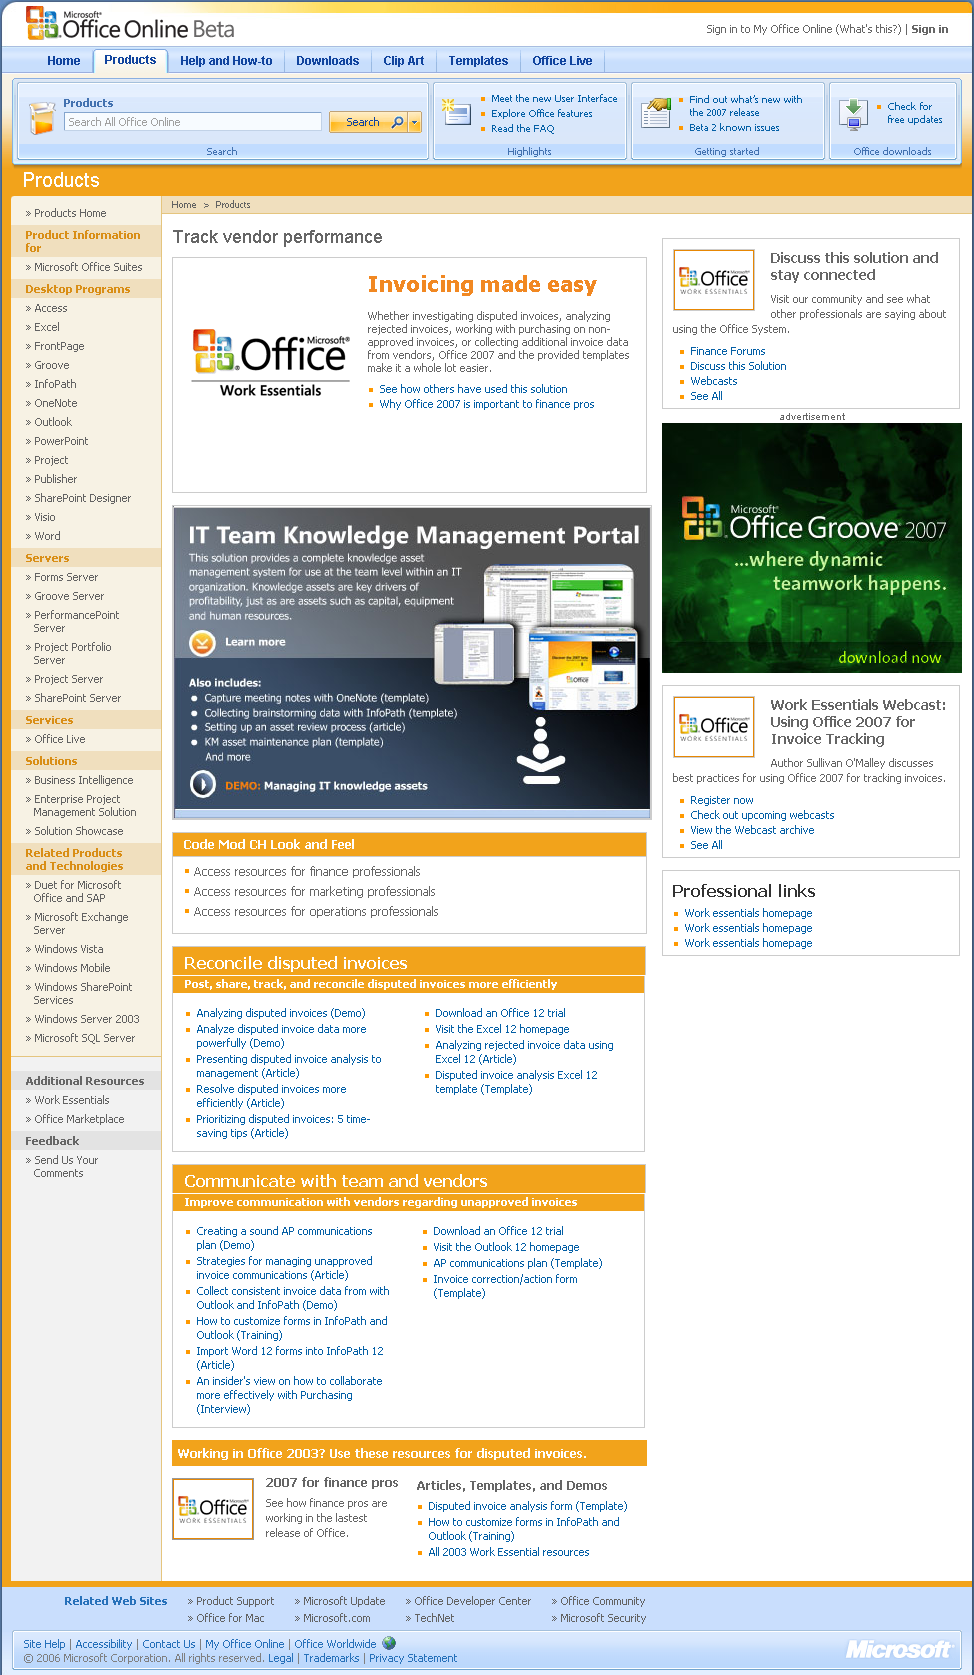 Microsoft®
Office Online Beta
Sign in to My Office Online (What's this?) | Sign in
Home
Products
Help and How-to
Downloads
Clip Art
Templates
Office Live
Products
Search All Office Online
Search
Search
Meet the new User Interface
Explore Office features
Read the FAQ
Highlights
Find out what's new with
the 2007 release
Beta 2 known issues
Getting started
Check for
free updates
Office downloads
Products
» Products Home
Product Information
for
» Microsoft Office Suites
Desktop Programs
» Access
» Excel
» FrontPage
» Groove
» InfoPath
» OneNote
» Outlook
» PowerPoint
» Project
» Publisher
» SharePoint Designer
» Visio
» Word
Servers
» Forms Server
» Groove Server
» PerformancePoint
Server
» Project Portfolio
Server
» Project Server
» SharePoint Server
Services
» Office Live
Solutions
» Business Intelligence
» Enterprise Project
Management Solution
» Solution Showcase
Related Products
and Technologies
» Duet for Microsoft
Office and SAP
» Microsoft Exchange
Server
» Windows Vista
» Windows Mobile
» Windows SharePoint
Services
» Windows Server 2003
» Microsoft SQL Server
Additional Resources
» Work Essentials
» Office Marketplace
Feedback
» Send Us Your
Comments
Home > Products
Track vendor performance
Microsoft®
Office
Work Essentials
Invoicing made easy
Whether investigating disputed invoices, analyzing
rejected invoices, working with purchasing on non-
approved invoices, or collecting additional invoice data
from vendors, Office 2007 and the provided templates
make it a whole lot easier.
See how others have used this solution
Why Office 2007 is important to finance pros
IT Team Knowledge Management Portal
This solution provides a complete knowledge asset
management system for use at the team level within an IT
organization. Knowledge assets are key drivers of
profitability, just as are assets such as capital, equipment
and human resources.
Learn more
Also includes:
Capture meeting notes with OneNote (template)
Collecting brainstorming data with InfoPath (template)
Setting up an asset review process (article)
KM asset maintenance plan (template)
And more
DEMO: Managing IT knowledge assets
Code Mod CH Look and Feel
Access resources for finance professionals
Access resources for marketing professionals
Access resources for operations professionals
Reconcile disputed invoices
Post, share, track, and reconcile disputed invoices more efficiently
Analyzing disputed invoices (Demo)
Analyze disputed invoice data more
powerfully (Demo)
Presenting disputed invoice analysis to
management (Article)
Resolve disputed invoices more
efficiently (Article)
Prioritizing disputed invoices: 5 time-
saving tips (Article)
Download an Office 12 trial
Visit the Excel 12 homepage
Analyzing rejected invoice data using
Excel 12 (Article)
Disputed invoice analysis Excel 12
template (Template)
Communicate with team and vendors
Improve communication with vendors regarding unapproved invoices
Creating a sound AP communications
plan (Demo)
Strategies for managing unapproved
invoice communications (Article)
Collect consistent invoice data from with
Outlook and InfoPath (Demo)
How to customize forms in InfoPath and
Outlook (Training)
Import Word 12 forms into InfoPath 12
(Article)
An insider's view on how to collaborate
more effectively with Purchasing
(Interview)
Download an Office 12 trial
Visit the Outlook 12 homepage
AP communications plan (Template)
Invoice correction/action form
(Template)
Working in Office 2003? Use these resources for disputed invoices.
Office
WORK ESSENTIALS
2007 for finance pros
See how finance pros are
working in the lastest
release of Office.
Articles, Templates, and Demos
Disputed invoice analysis form (Template)
How to customize forms in InfoPath and
Outlook (Training)
All 2003 Work Essential resources
Office
WORK ESSENTIALS
Discuss this solution and
stay connected
Visit our community and see what
other professionals are saying about
using the Office System.
Finance Forums
Discuss this Solution
Webcasts
See All
advertisement
Microsoft®
Office Groove 2007
...where dynamic
teamwork happens.
download now
Office
WORK ESSENTIALS
Work Essentials Webcast:
Using Office 2007 for
Invoice Tracking
Author Sullivan O'Malley discusses
best practices for using Office 2007 for tracking invoices.
Register now
Check out upcoming webcasts
View the Webcast archive
See All
Professional links
Work essentials homepage
Work essentials homepage
Work essentials homepage
Related Web Sites
» Product Support
» Microsoft Update
» Office Developer Center
» Office Community
» Office for Mac
» Microsoft.com
» TechNet
» Microsoft Security
Site Help | Accessibility | Contact Us | My Office Online | Office Worldwide
© 2006 Microsoft Corporation. All rights reserved. Legal | Trademarks | Privacy Statement
Microsoft